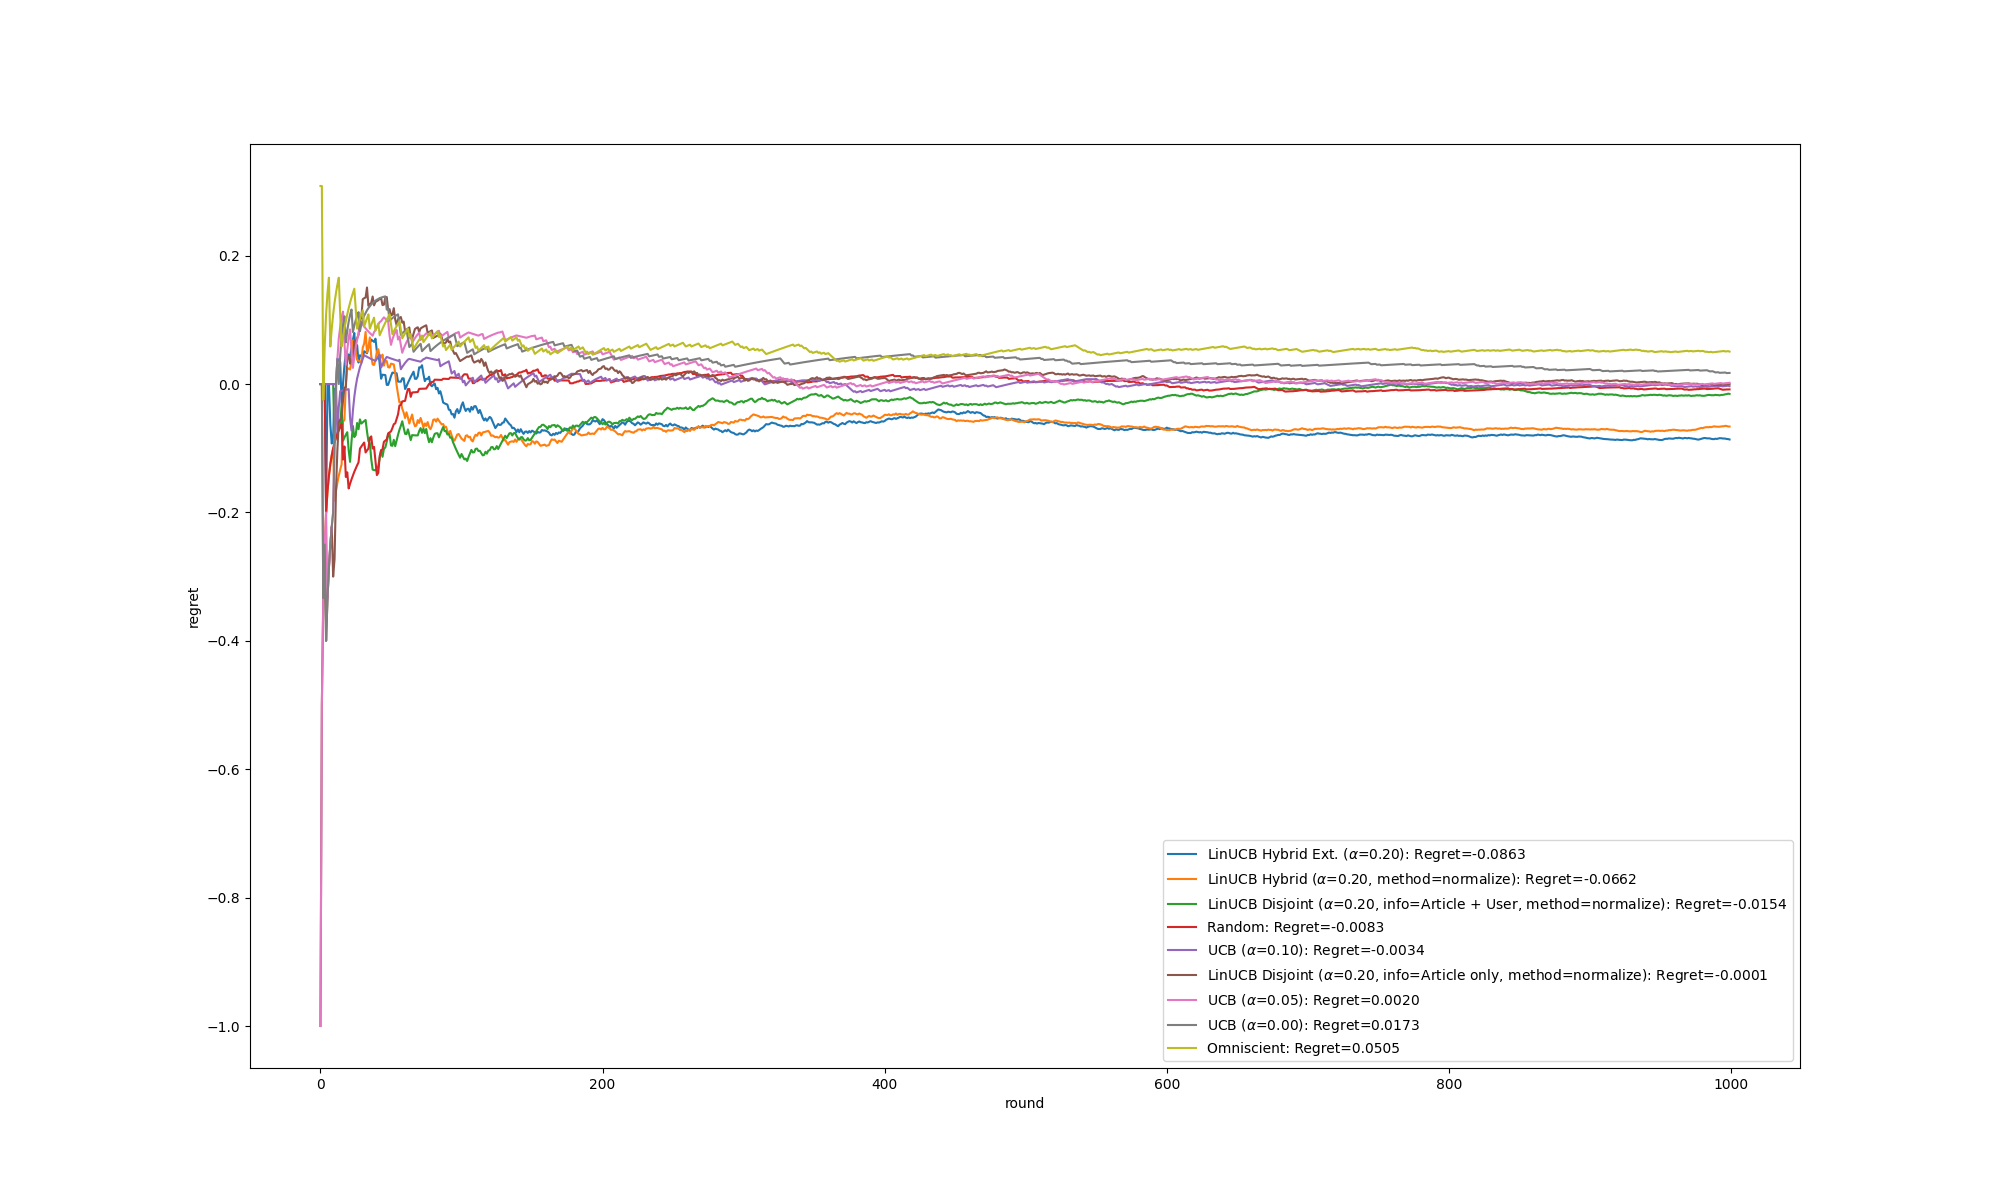 0.2
0.0
−0.2
−0.4
−0.6
−0.8
−1.0
regret
0
200
400
600
800
1000
round
LinUCB Hybrid Ext. (α=0.20): Regret=-0.0863
LinUCB Hybrid (α=0.20, method=normalize): Regret=-0.0662
LinUCB Disjoint (α=0.20, info=Article + User, method=normalize): Regret=-0.0154
Random: Regret=-0.0083
UCB (α=0.10): Regret=-0.0034
LinUCB Disjoint (α=0.20, info=Article only, method=normalize): Regret=-0.0001
UCB (α=0.05): Regret=0.0020
UCB (α=0.00): Regret=0.0173
Omniscient: Regret=0.0505